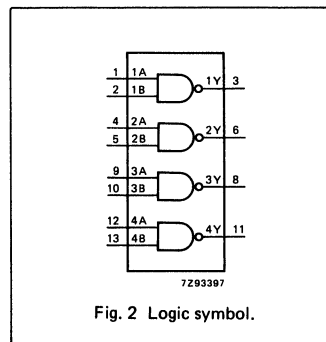 1 1A 1Y 3
2 1B
4 2A 2Y 6
5 2B
9 3A 3Y 8
10 3B
12 4A 4Y 11
13 4B
7Z93397
Fig. 2 Logic symbol.